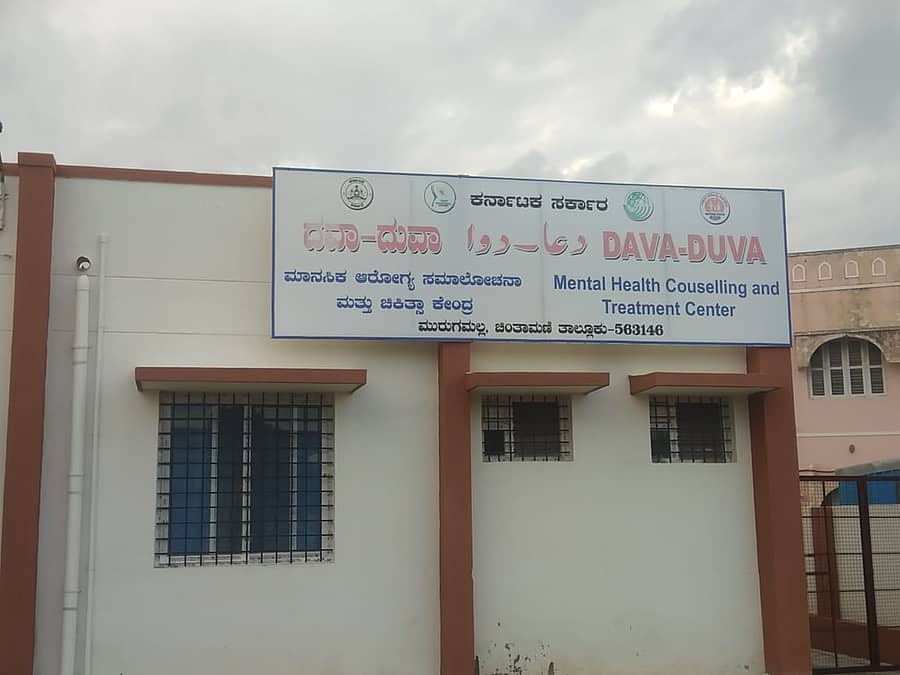 ಕರ್ನಾಟಕ ಸರ್ಕಾರ
ದವಾ-ದುವಾ دعا-دوا DAVA-DUVA
ಮಾನಸಿಕ ಆರೋಗ್ಯ ಸಮಾಲೋಚನಾ
ಮತ್ತು ಚಿಕಿತ್ಸಾ ಕೇಂದ್ರ
Mental Health Couselling and
Treatment Center
ಮುರುಗಮಲ್ಲ, ಚಿಂತಾಮಣಿ ತಾಲ್ಲೂಕು-563146